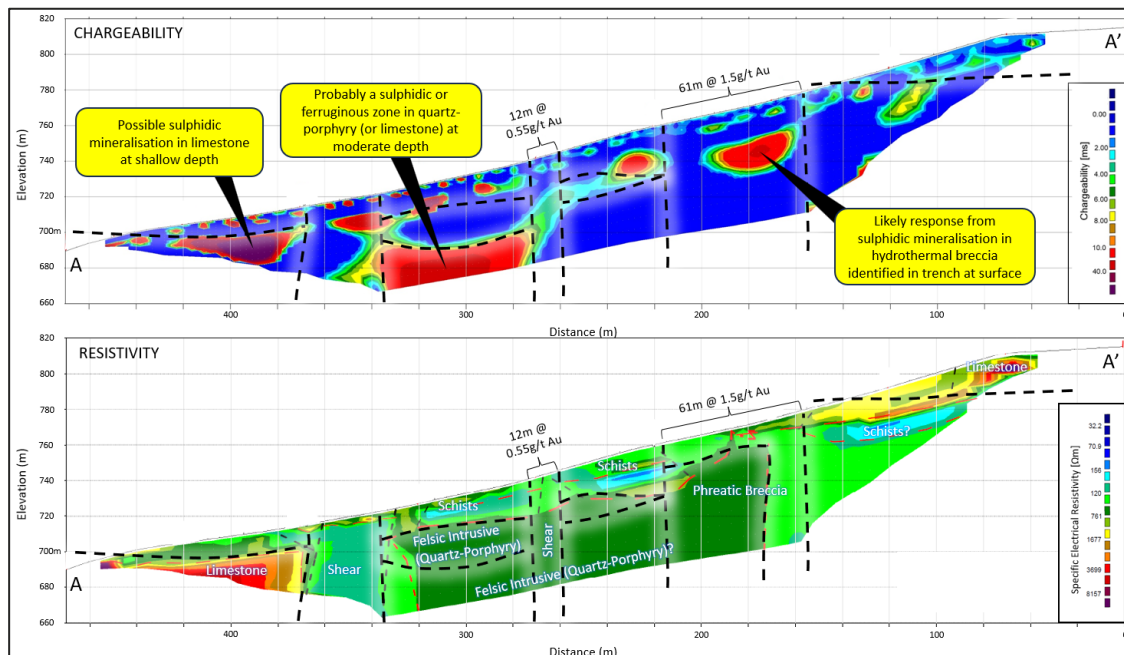 CHARGEABILITY
A'
820
800
780
760
740
720
700m
680
660
Elevation (m)
Possible sulphidic
mineralisation in limestone
at shallow depth
Probably a sulphidic or
ferruginous zone in quartz-
porphyry (or limestone) at
moderate depth
12m @
0.55g/t Au
61m @ 1.5g/t Au
Likely response from
sulphidic mineralisation in
hydrothermal breccia
identified in trench at surface
A
Chargeability [ms]
0.00
2.00
4.00
6.00
8.00
10.0
40.0
400
300
200
100
Distance (m)
RESISTIVITY
A'
820
800
780
760
740
720
700m
680
660
Elevation (m)
12m @
0.55g/t Au
61m @ 1.5g/t Au
Limestone
Schists?
Schists
Schists
Phreatic Breccia
Felsic Intrusive
(Quartz-Porphyry)
Shear
Limestone
Shear
Felsic Intrusive (Quartz-Porphyry)?
A
Specific Electrical Resistivity [Ωm]
32.2
70.9
156
120
761
1677
3699
8157
400
300
200
100
Distance (m)